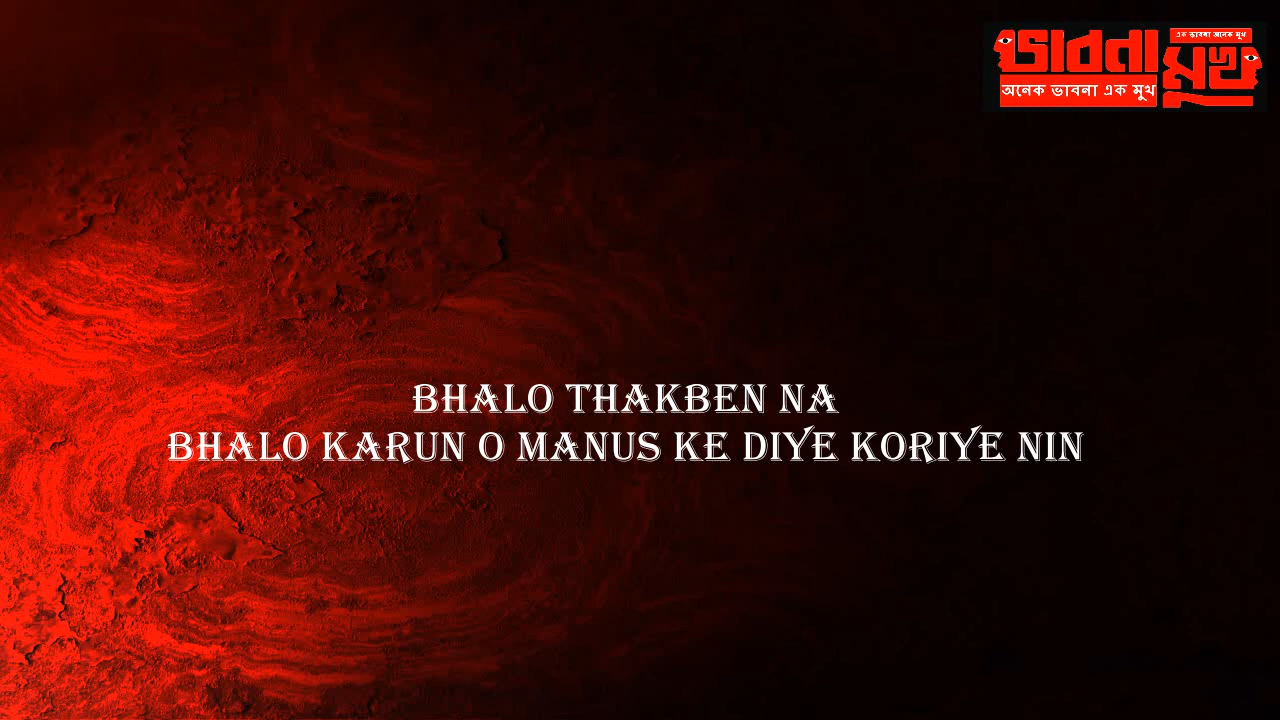 এক ভাবনা অনেক মুখ
ভাবনা মুখ
অনেক ভাবনা এক মুখ
BHALO THAKBEN NA
BHALO KARUN O MANUS KE DIYE KORIYE NIN